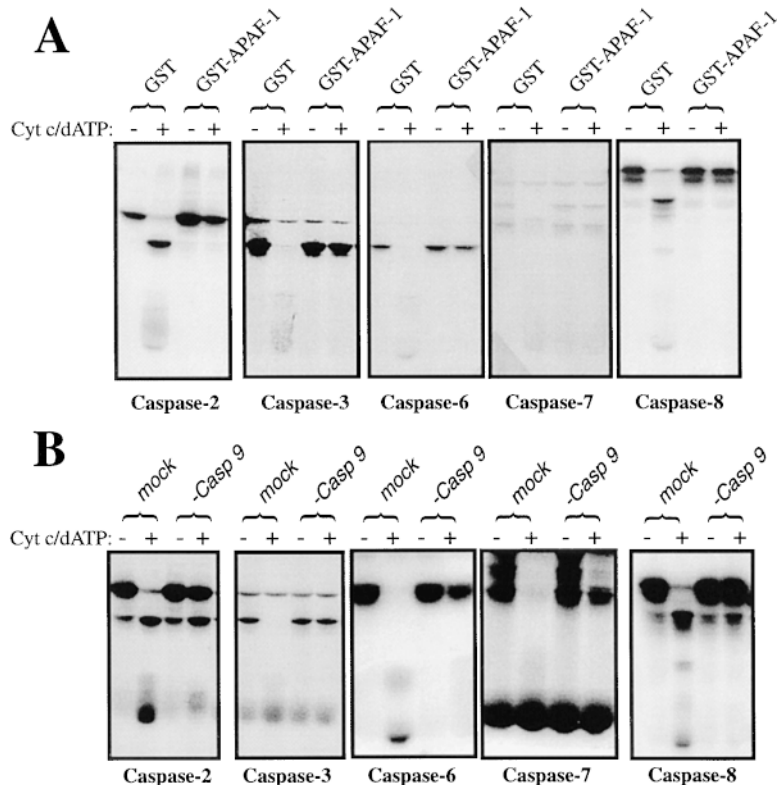 A
GST GST-APAF-1 GST GST-APAF-1 GST GST-APAF-1 GST GST-APAF-1 GST GST-APAF-1
Cyt c/dATP: - + - + - + - + - + - + - + - + - + - +
Caspase-2 Caspase-3 Caspase-6 Caspase-7 Caspase-8
B
mock -Casp 9 mock -Casp 9 mock -Casp 9 mock -Casp 9 mock -Casp 9
Cyt c/dATP: - + - + - + - + - + - + - + - + - + - +
Caspase-2 Caspase-3 Caspase-6 Caspase-7 Caspase-8